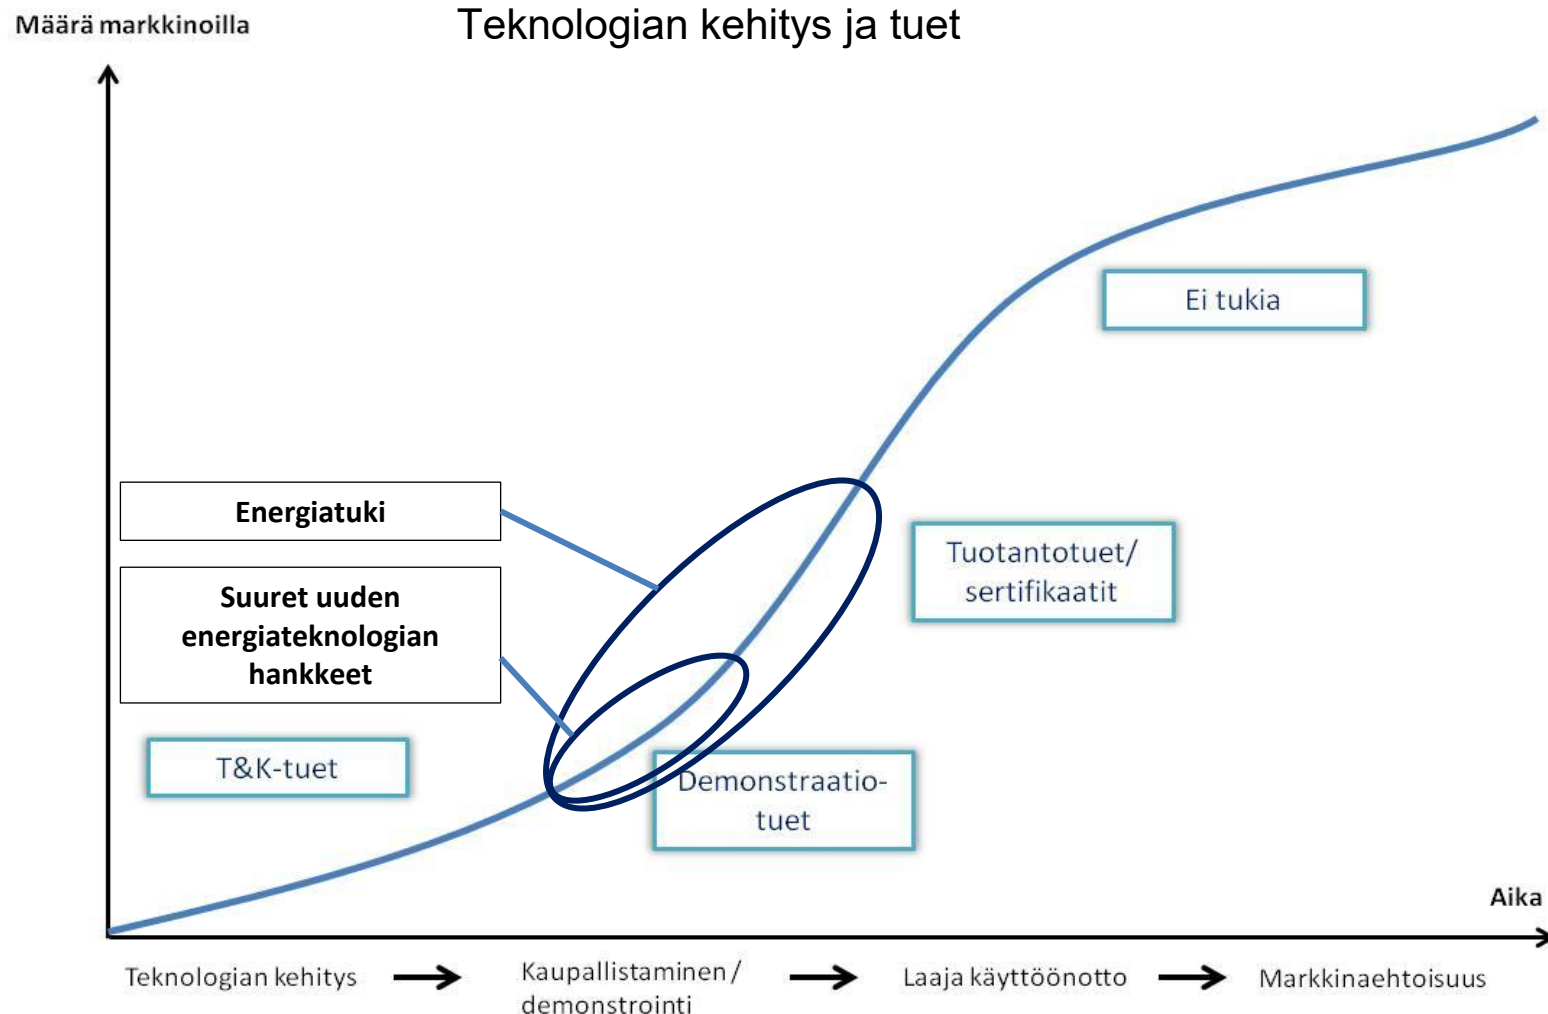 Teknologian kehitys ja tuet
Määrä markkinoilla
Ei tukia
Energiatuki
Tuotantotuet/
sertifikaatit
Suuret uuden
energiateknologian
hankkeet
T&K-tuet
Demonstraatio-
tuet
Aika
Teknologian kehitys
Kaupallistaminen /
demonstrointi
Laaja käyttöönotto
Markkinaehtoisuus